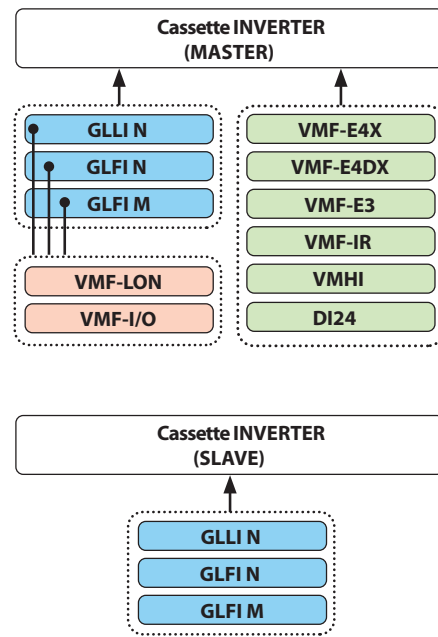 Cassette INVERTER
(MASTER)
GLLI N
GLFI N
GLFI M
VMF-LON
VMF-I/O
VMF-E4X
VMF-E4DX
VMF-E3
VMF-IR
VMHI
DI24
Cassette INVERTER
(SLAVE)
GLLI N
GLFI N
GLFI M